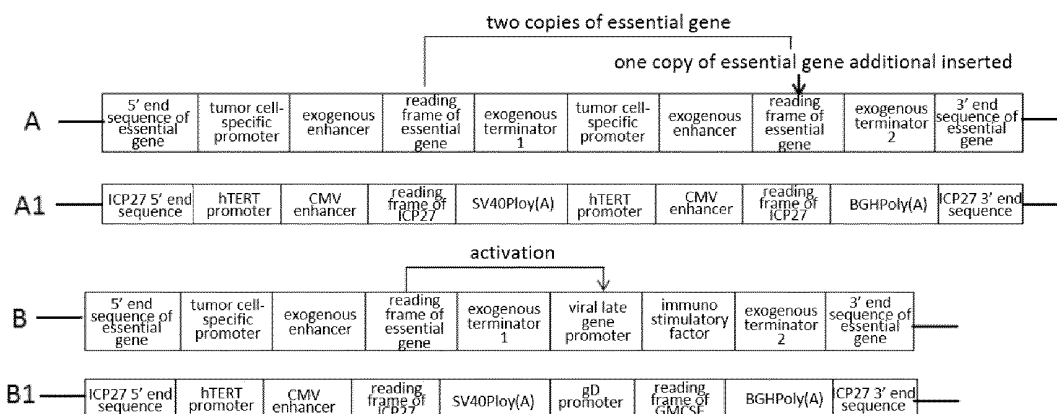 two copies of essential gene
one copy of essential gene additional inserted
A
5' end sequence of essential gene
tumor cell-specific promoter
exogenous enhancer
reading frame of essential gene
exogenous terminator 1
tumor cell-specific promoter
exogenous enhancer
reading frame of essential gene
exogenous terminator 2
3' end sequence of essential gene
A1
ICP27 5' end sequence
hTERT promoter
CMV enhancer
reading frame of ICP27
SV40Ploy(A)
hTERT promoter
CMV enhancer
reading frame of ICP27
BGHPoly(A)
ICP27 3' end sequence
activation
B
5' end sequence of essential gene
tumor cell-specific promoter
exogenous enhancer
reading frame of essential gene
exogenous terminator 1
viral late gene promoter
immuno stimulatory factor
exogenous terminator 2
3' end sequence of essential gene
B1
ICP27 5' end sequence
hTERT promoter
CMV enhancer
reading frame of ICP27
SV40Ploy(A)
gD promoter
reading frame of GMCSF
BGHPoly(A)
ICP27 3' end sequence